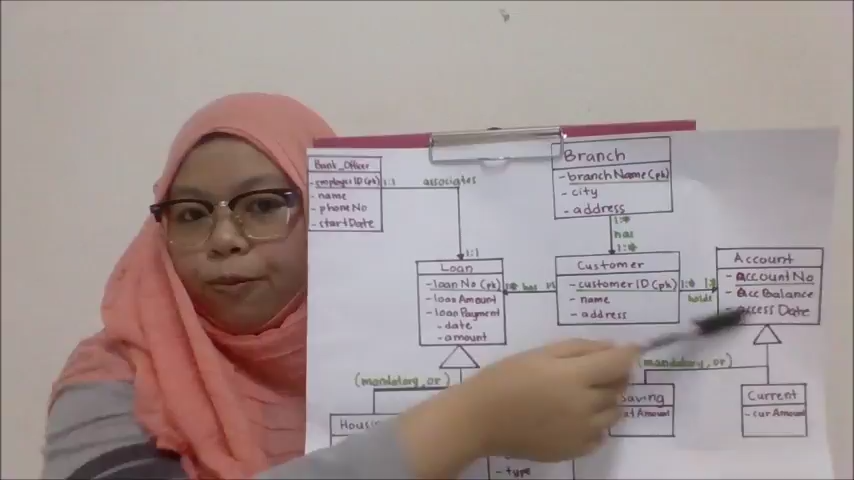 Bank_Officer
- employeeID (pk)
- name
- phoneNo
- startDate
1:1
associates
1:1
Branch
- branchName (pk)
- city
- address
1:*
has
1:*
Loan
- loanNo (pk)
- loanAmount
- loanPayment
- date
- amount
has
Customer
- customerID (pk)
- name
- address
1:*
holds
Account
- AccountNo
- AccBalance
- accessDate
(mandatory, or)
(mandatory, or)
Saving
Current
- curAmount
- type